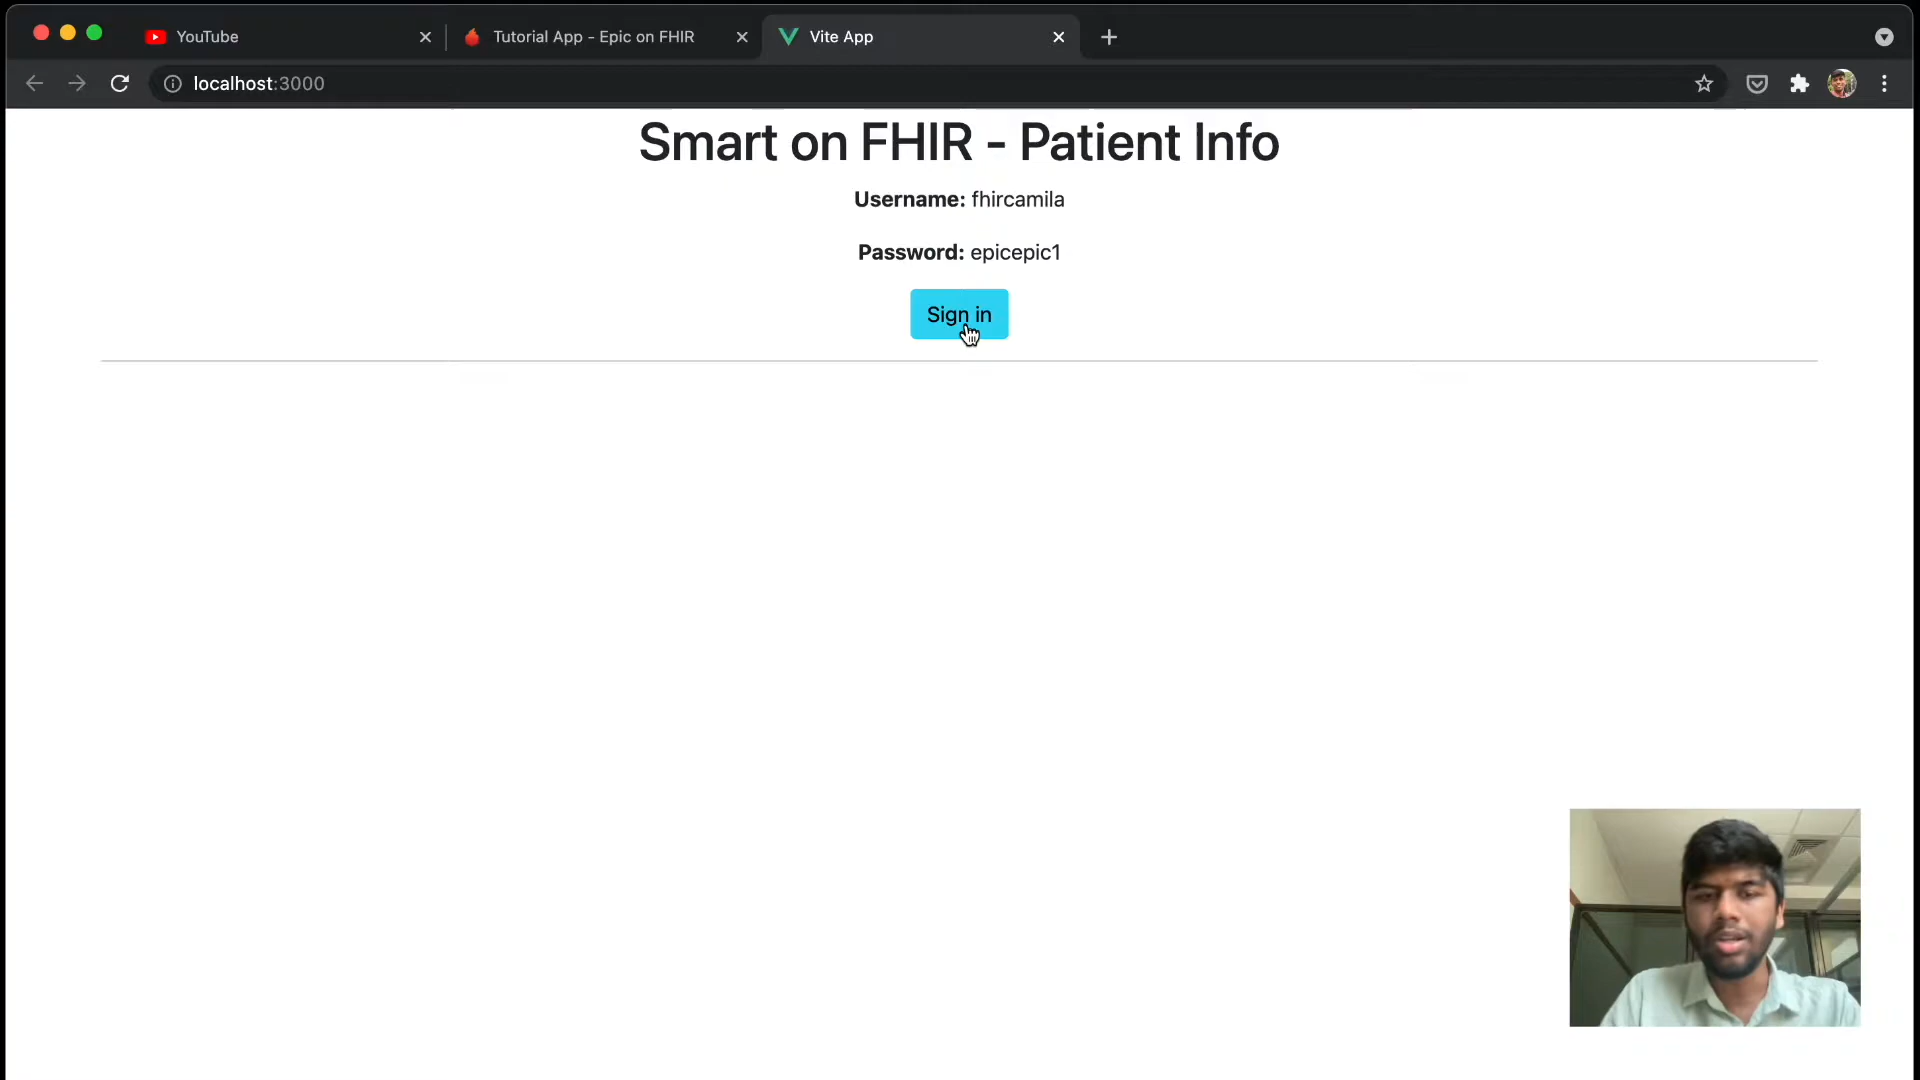 YouTube
Tutorial App - Epic on FHIR
Vite App
localhost:3000
Smart on FHIR - Patient Info
Username: fhircamila
Password: epicepic1
Sign in